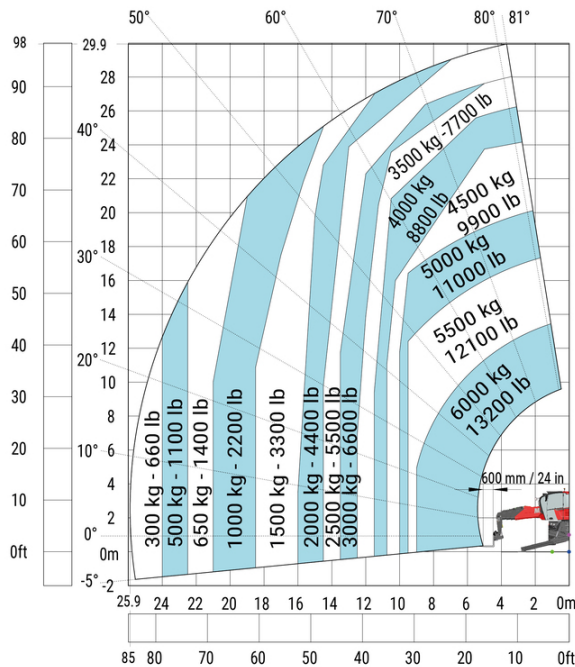 50° 60° 70° 80° 81°
98 29.9
90 28
26
80 40° 24
3500 kg -7700 lb
70 22
4000 kg
8800 lb
4500 kg
9900 lb
20
60 18
5000 kg
11000 lb
30° 16
50 14
5500 kg
12100 lb
40 12
20° 10
30 8
6000 kg
13200 lb
20 6
10° 4
10 2
0°
0ft 0m
-5° -2
300 kg - 660 lb
500 kg - 1100 lb
650 kg - 1400 lb
1000 kg - 2200 lb
1500 kg - 3300 lb
2000 kg - 4400 lb
2500 kg - 5500 lb
3000 kg - 6600 lb
600 mm / 24 in
25.9 24 22 20 18 16 14 12 10 8 6 4 2 0m
85 80 70 60 50 40 30 20 10 0ft